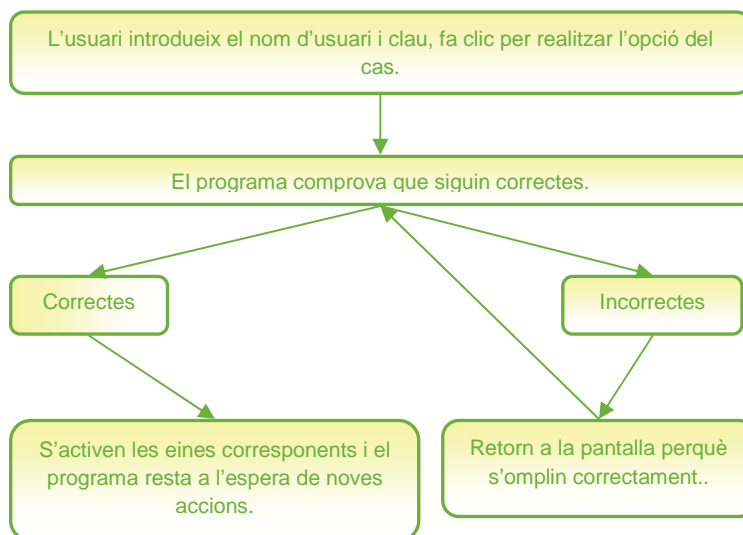 L’usuari introdueix el nom d’usuari i clau, fa clic per realitzar l’opció del
cas.
El programa comprova que siguin correctes.
Correctes
Incorrectes
S’activen les eines corresponents i el
programa resta a l’espera de noves
accions.
Retorn a la pantalla perquè
s’omplin correctament..